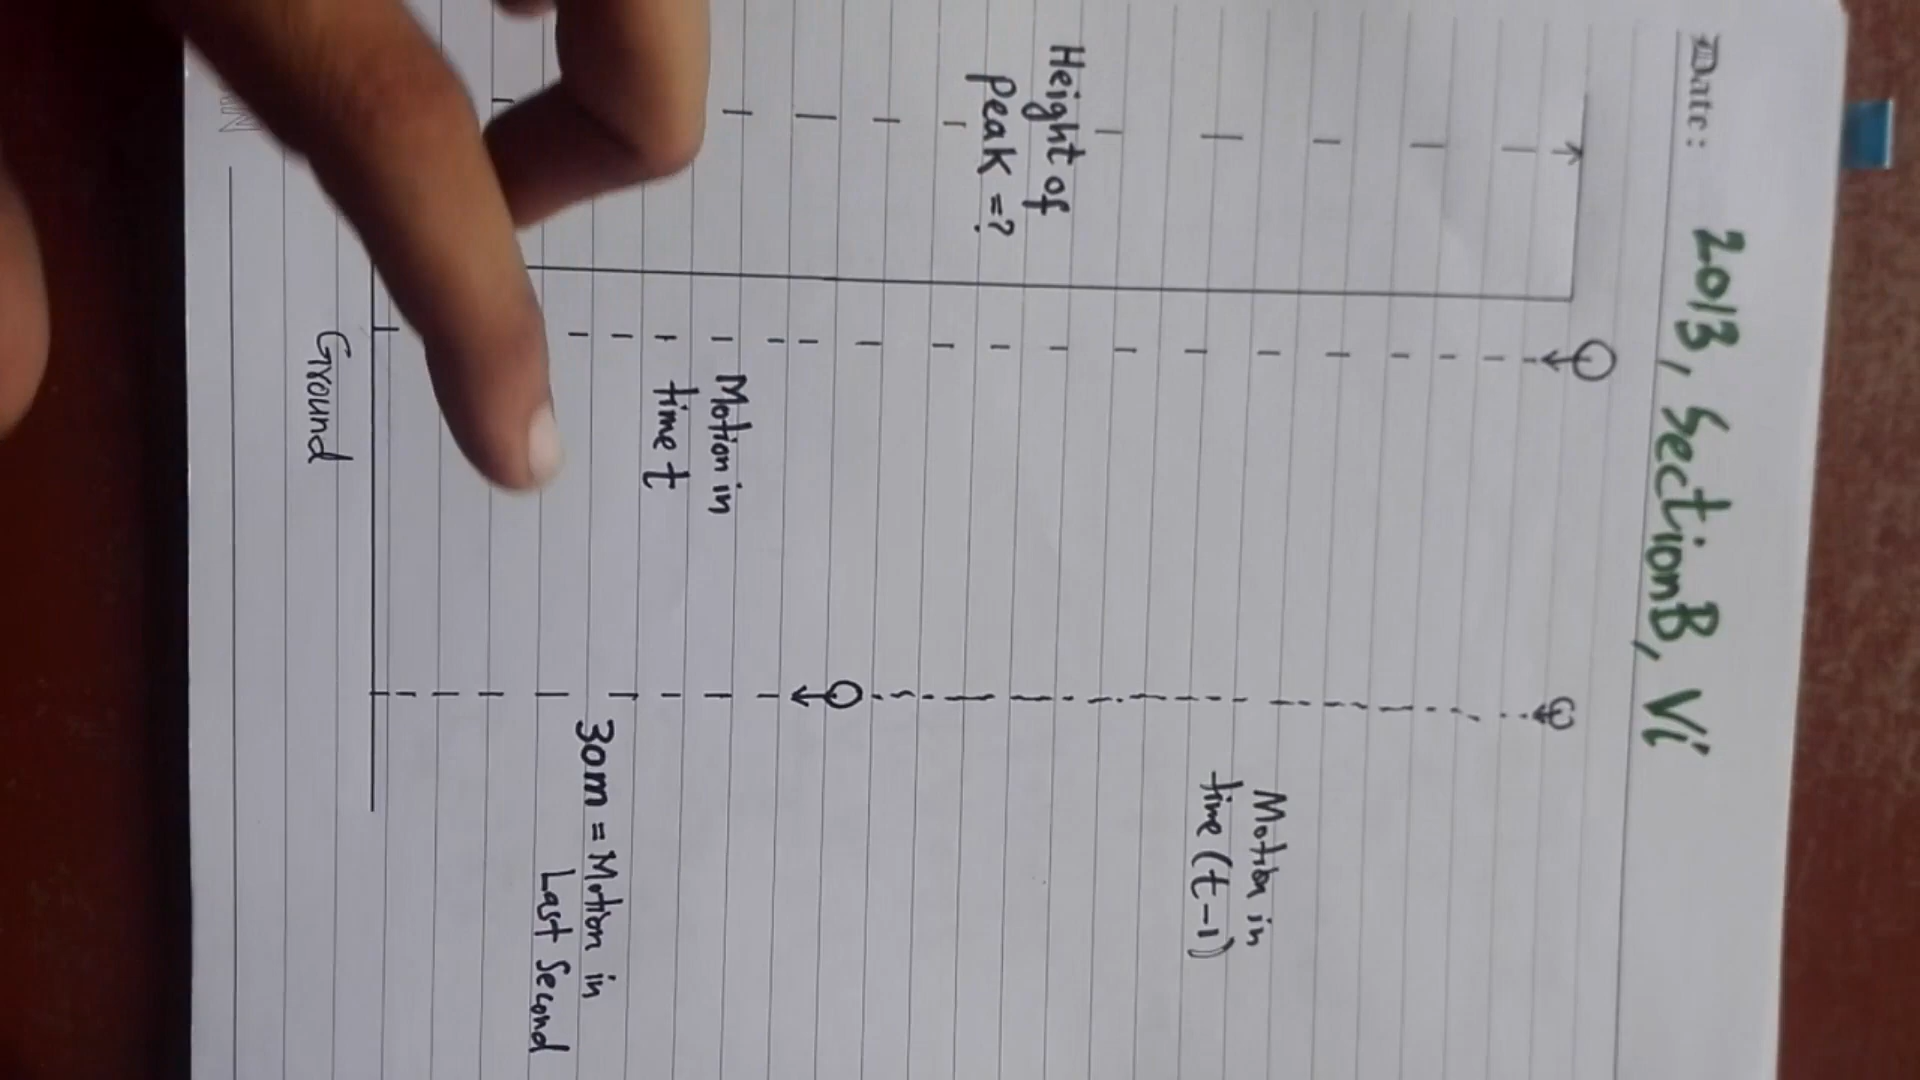 Date:
2013, Section B, Vi
Height of
Peak =?
Motion in
time t
Motion in
time (t-1)
30m = Motion in
Last Second
Ground